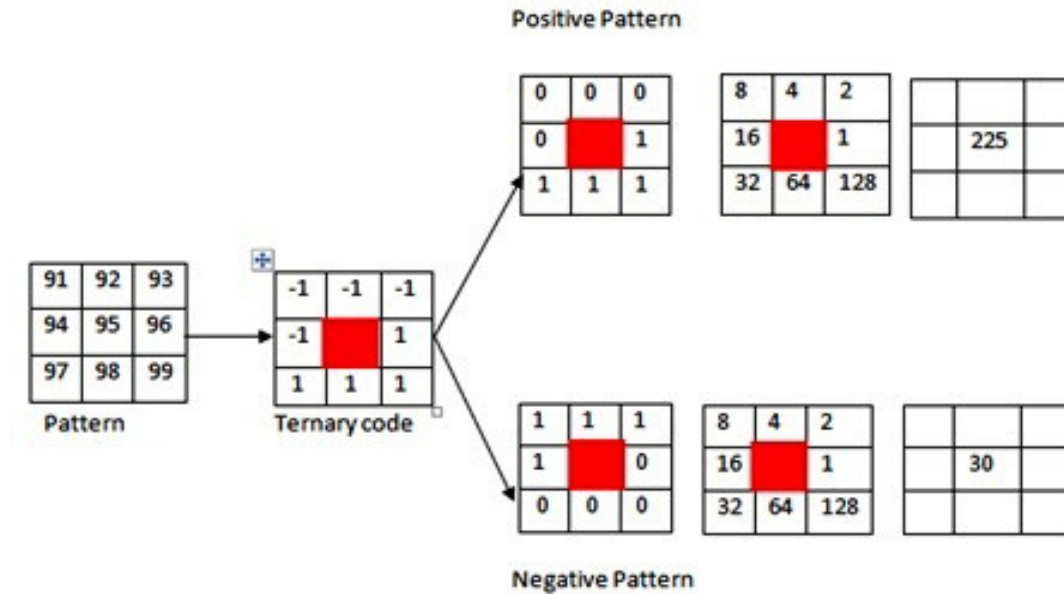 Positive Pattern
0 0 0
0 1
1 1 1
8 4 2
16 1
32 64 128
225
91 92 93
94 95 96
97 98 99
Pattern
-1 -1 -1
-1 1
1 1 1
Ternary code
1 1 1
1 0
0 0 0
8 4 2
16 1
32 64 128
30
Negative Pattern